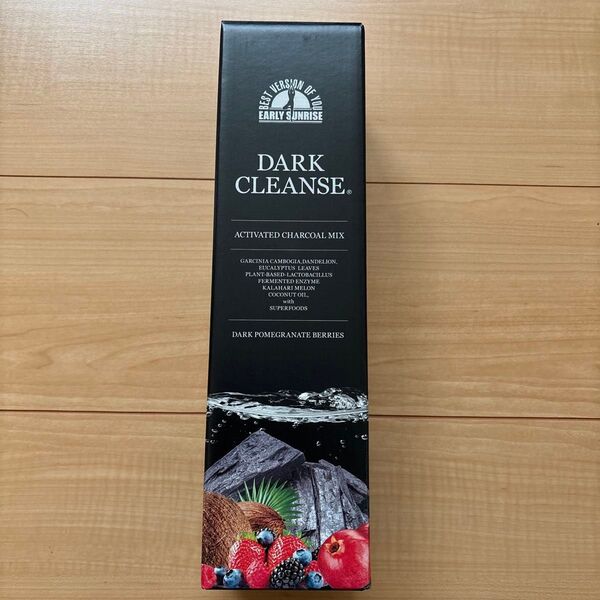 BEST VERSION OF YOU
EARLY SUNRISE
DARK
CLEANSE®
ACTIVATED CHARCOAL MIX
GARCINIA CAMBOGIA,DANDELION,
EUCALYPTUS LEAVES
PLANT-BASED-LACTOBACILLUS
FERMENTED ENZYME
KALAHARI MELON
COCONUT OIL,
with
SUPERFOODS
DARK POMEGRANATE BERRIES